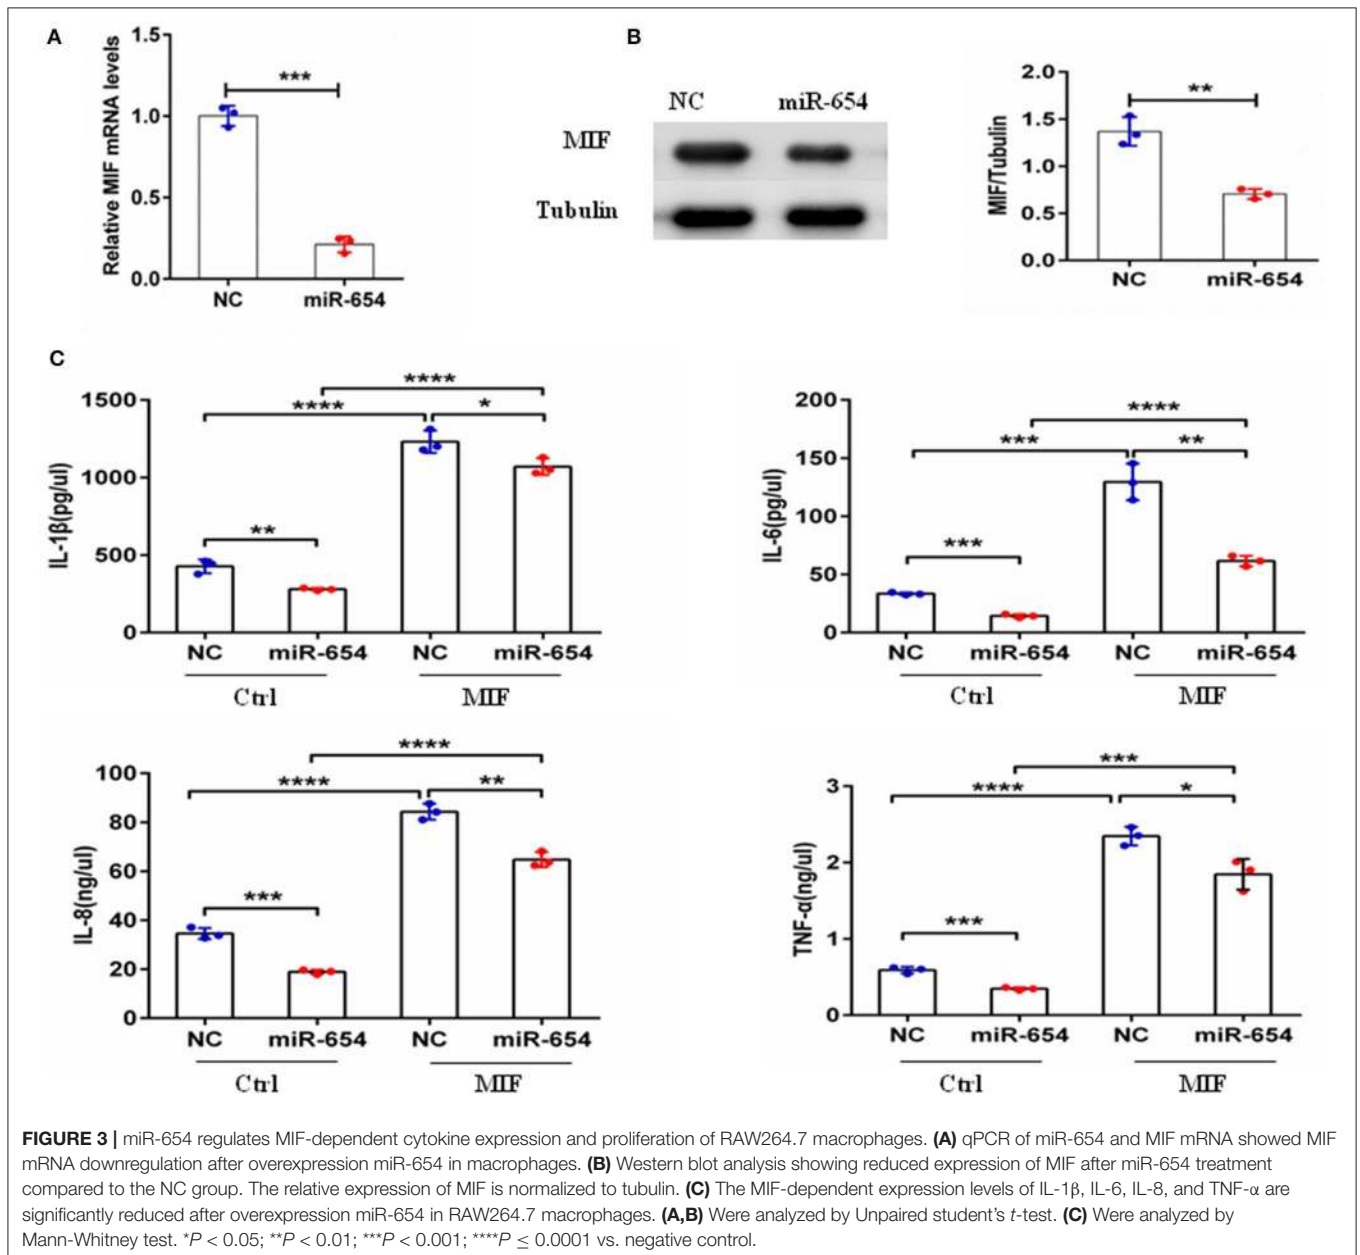 A
Relative MIF mRNA levels
1.5
1.0
0.5
0.0
***
NC miR-654
B
NC miR-654
MIF
Tubulin
MIF/Tubulin
2.0
1.5
1.0
0.5
0.0
**
NC miR-654
C
IL-1β(pg/ul)
1500
1000
500
0
****
****
*
**
NC miR-654 NC miR-654
Ctrl MIF
IL-6(pg/ul)
200
150
100
50
0
****
***
**
***
NC miR-654 NC miR-654
Ctrl MIF
IL-8(ng/ul)
100
80
60
40
20
0
****
****
**
***
NC miR-654 NC miR-654
Ctrl MIF
TNF-α(ng/ul)
3
2
1
0
***
****
*
***
NC miR-654 NC miR-654
Ctrl MIF
FIGURE 3 | miR-654 regulates MIF-dependent cytokine expression and proliferation of RAW264.7 macrophages. (A) qPCR of miR-654 and MIF mRNA showed MIF
mRNA downregulation after overexpression miR-654 in macrophages. (B) Western blot analysis showing reduced expression of MIF after miR-654 treatment
compared to the NC group. The relative expression of MIF is normalized to tubulin. (C) The MIF-dependent expression levels of IL-1β, IL-6, IL-8, and TNF-α are
significantly reduced after overexpression miR-654 in RAW264.7 macrophages. (A,B) Were analyzed by Unpaired student's t-test. (C) Were analyzed by
Mann-Whitney test. *P < 0.05; **P < 0.01; ***P < 0.001; ****P ≤ 0.0001 vs. negative control.